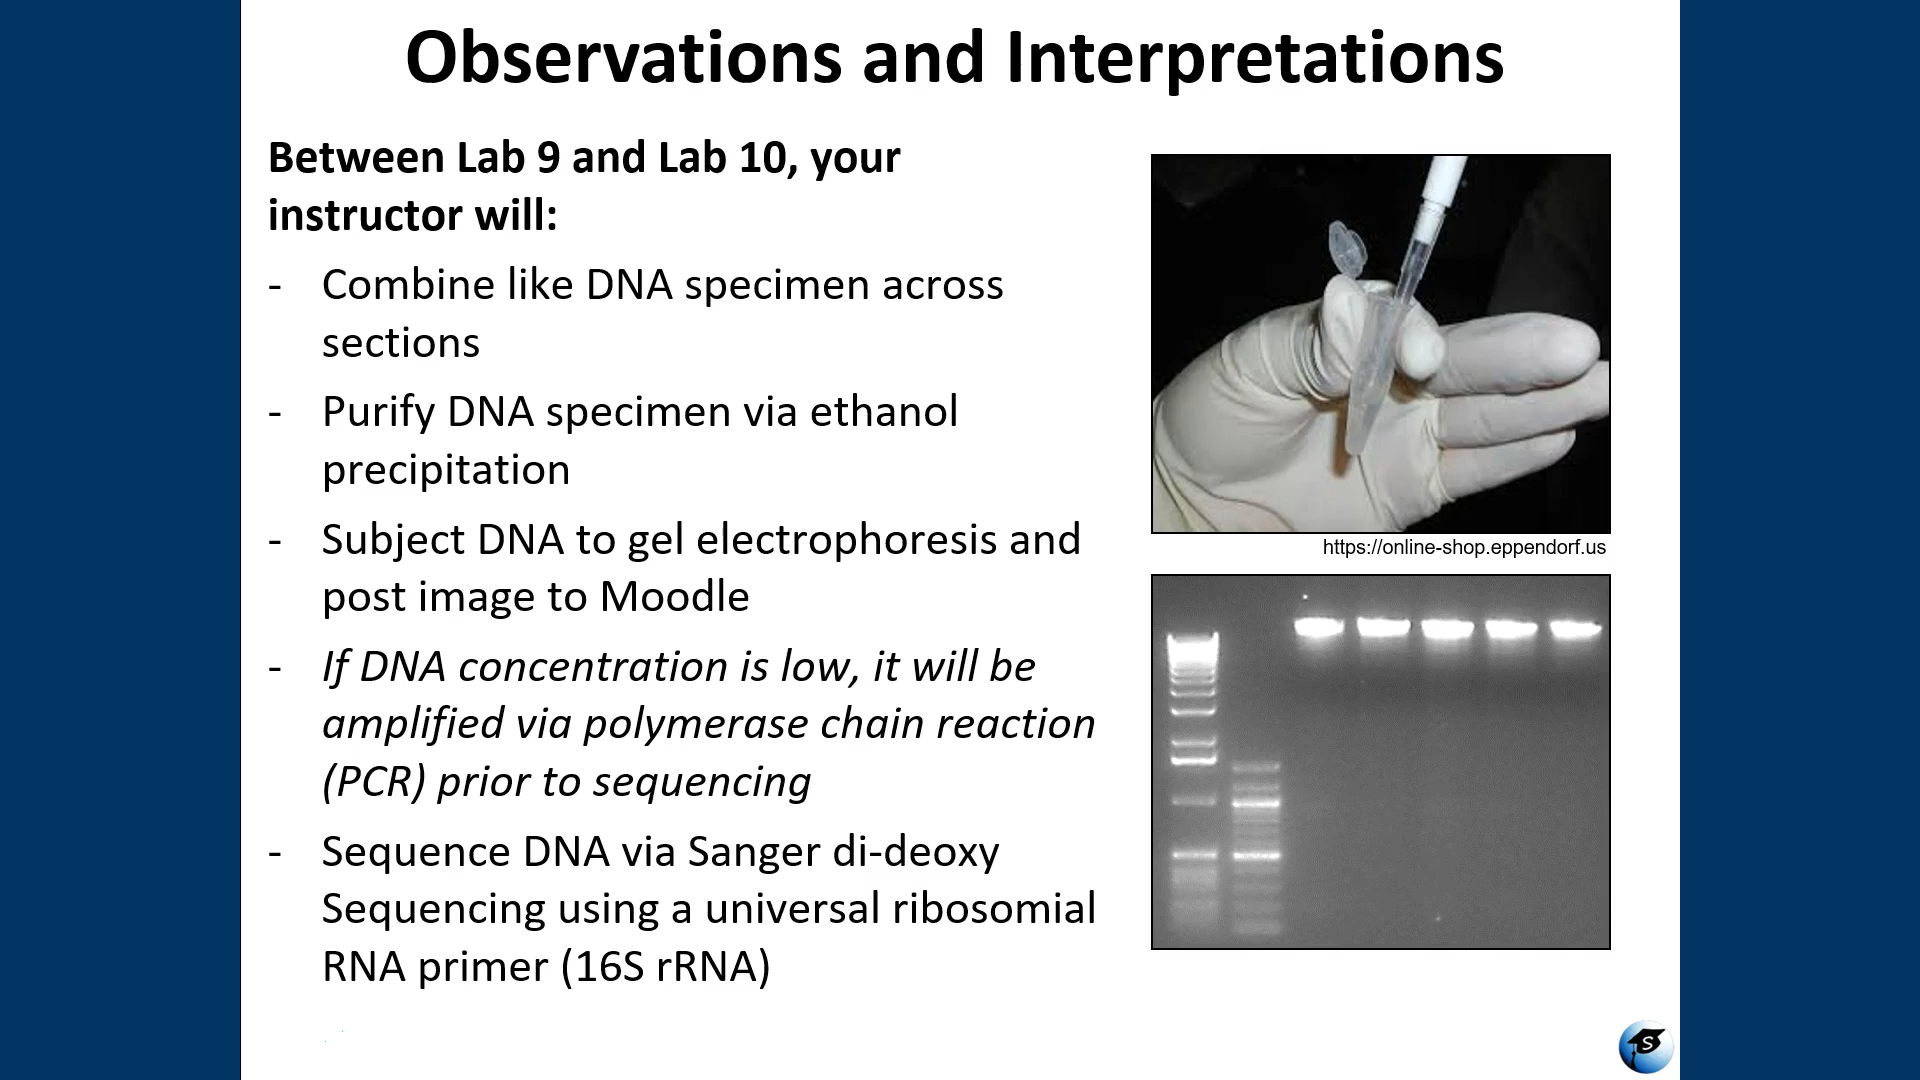 Observations and Interpretations
Between Lab 9 and Lab 10, your
instructor will:
- Combine like DNA specimen across
sections
- Purify DNA specimen via ethanol
precipitation
- Subject DNA to gel electrophoresis and
post image to Moodle
- If DNA concentration is low, it will be
amplified via polymerase chain reaction
(PCR) prior to sequencing
- Sequence DNA via Sanger di-deoxy
Sequencing using a universal ribosomial
RNA primer (16S rRNA)
https://online-shop.eppendorf.us
S